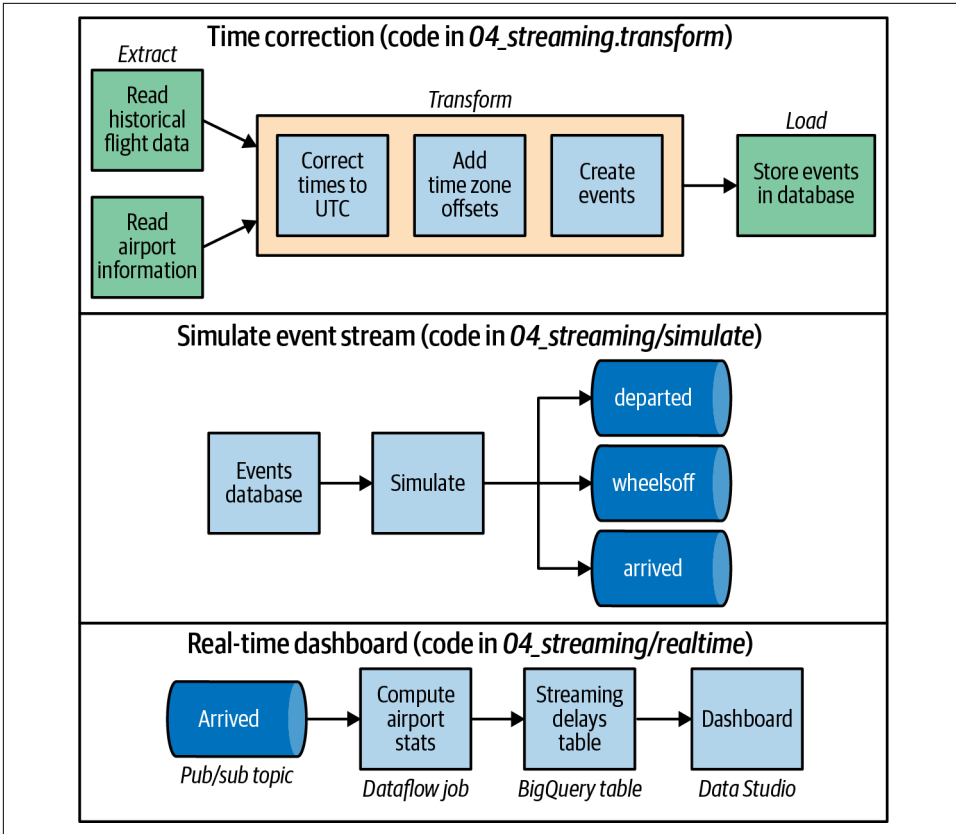 Time correction (code in 04_streaming.transform)
Extract
Read
historical
flight data
Read
airport
information
Transform
Correct
times to
UTC
Add
time zone
offsets
Create
events
Load
Store events
in database
Simulate event stream (code in 04_streaming/simulate)
Events
database
Simulate
departed
wheelsoff
arrived
Real-time dashboard (code in 04_streaming/realtime)
Arrived
Pub/sub topic
Compute
airport
stats
Dataflow job
Streaming
delays
table
BigQuery table
Dashboard
Data Studio